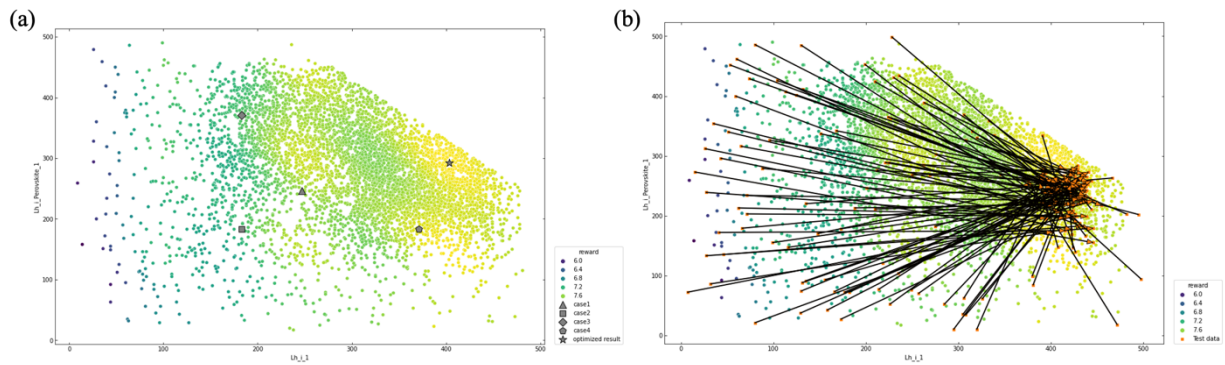 (a)
500
400
300
200
100
0
Lh_i_Perovskite_1
0
100
200
300
400
500
Lh_i_1
reward
6.0
6.4
6.8
7.2
7.6
case1
case2
case3
case4
optimized result
(b)
500
400
300
200
100
0
Lh_i_Perovskite_1
0
100
200
300
400
500
Lh_i_1
reward
6.0
6.4
6.8
7.2
7.6
Test data